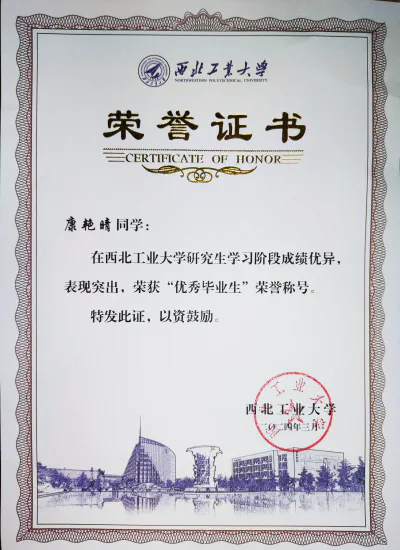 西北工业大学
NORTHWESTERN POLYTECHNICAL UNIVERSITY
荣誉证书
CERTIFICATE OF HONOR
康艳晴同学：
在西北工业大学研究生学习阶段成绩优异，
表现突出，荣获“优秀毕业生”荣誉称号。
特发此证，以资鼓励。
西北工业大学
二〇二四年三月